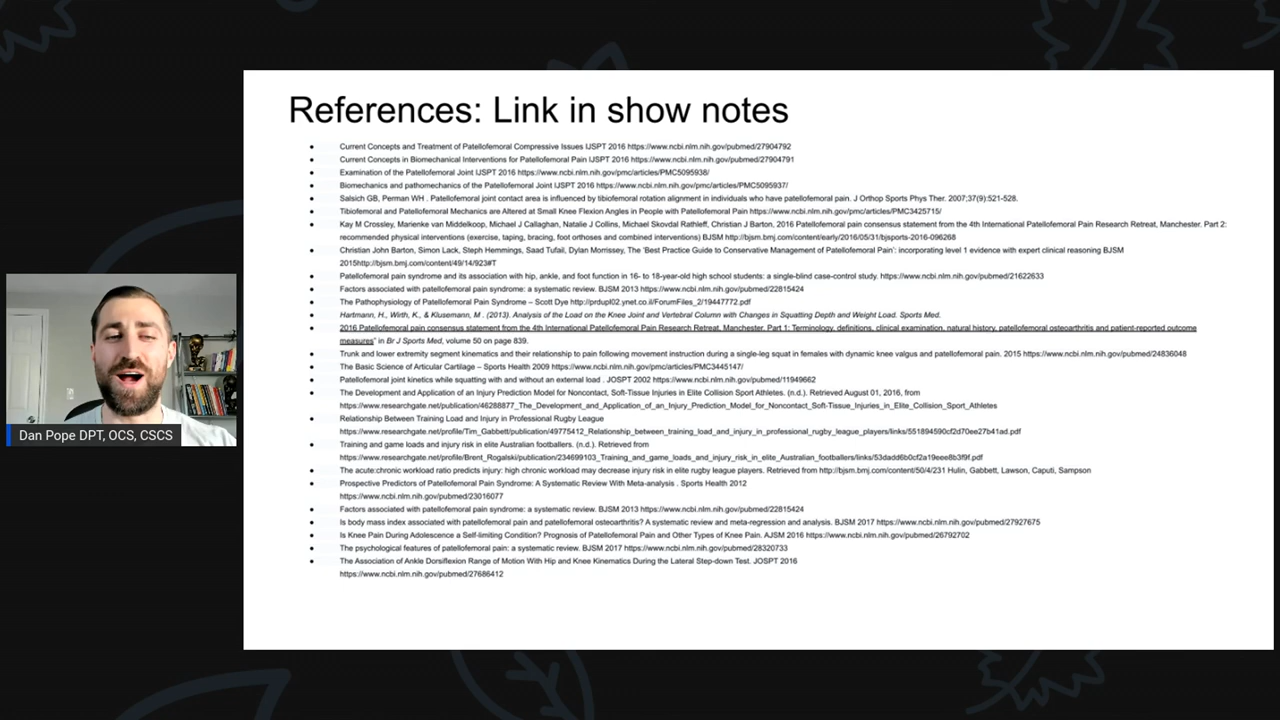 References: Link in show notes
Current Concepts and Treatment of Patellofemoral Compressive Issues IJSPT 2016 https://www.ncbi.nlm.nih.gov/pubmed/27904792
Current Concepts in Biomechanical Interventions for Patellofemoral Pain IJSPT 2016 https://www.ncbi.nlm.nih.gov/pubmed/27904791
Examination of the Patellofemoral Joint IJSPT 2016 https://www.ncbi.nlm.nih.gov/pmc/articles/PMC5095938/
Biomechanics and pathomechanics of the Patellofemoral Joint IJSPT 2016 https://www.ncbi.nlm.nih.gov/pmc/articles/PMC5095937/
Salsich GB, Perman WH . Patellofemoral joint contact area is influenced by tibiofemoral rotation alignment in individuals who have patellofemoral pain. J Orthop Sports Phys Ther. 2007;37(9):521-528.
Tibiofemoral and Patellofemoral Mechanics are Altered at Small Knee Flexion Angles in People with Patellofemoral Pain https://www.ncbi.nlm.nih.gov/pmc/articles/PMC3425715/
Kay M Crossley, Marienke van Middelkoop, Michael J Callaghan, Natalie J Collins, Michael Skovdal Rathleff, Christian J Barton, 2016 Patellofemoral pain consensus statement from the 4th International Patellofemoral Pain Research Retreat, Manchester. Part 2:
recommended physical interventions (exercise, taping, bracing, foot orthoses and combined interventions) BJSM http://bjsm.bmj.com/content/early/2016/05/31/bjsports-2016-096268
Christian John Barton, Simon Lack, Steph Hemmings, Saad Tufail, Dylan Morrissey, The 'Best Practice Guide to Conservative Management of Patellofemoral Pain': incorporating level 1 evidence with expert clinical reasoning BJSM
2015http://bjsm.bmj.com/content/49/14/923#T
Patellofemoral pain syndrome and its association with hip, ankle, and foot function in 16- to 18-year-old high school students: a single-blind case-control study. https://www.ncbi.nlm.nih.gov/pubmed/21622633
Factors associated with patellofemoral pain syndrome: a systematic review. BJSM 2013 https://www.ncbi.nlm.nih.gov/pubmed/22815424
The Pathophysiology of Patellofemoral Pain Syndrome – Scott Dye http://prdupl02.ynet.co.il/ForumFiles_2/19447772.pdf
Hartmann, H., Wirth, K., & Klusemann, M . (2013). Analysis of the Load on the Knee Joint and Vertebral Column with Changes in Squatting Depth and Weight Load. Sports Med.
2016 Patellofemoral pain consensus statement from the 4th International Patellofemoral Pain Research Retreat, Manchester. Part 1: Terminology, definitions, clinical examination, natural history, patellofemoral osteoarthritis and patient-reported outcome
measures" in Br J Sports Med, volume 50 on page 839.
Trunk and lower extremity segment kinematics and their relationship to pain following movement instruction during a single-leg squat in females with dynamic knee valgus and patellofemoral pain. 2015 https://www.ncbi.nlm.nih.gov/pubmed/24836048
The Basic Science of Articular Cartilage – Sports Health 2009 https://www.ncbi.nlm.nih.gov/pmc/articles/PMC3445147/
Patellofemoral joint kinetics while squatting with and without an external load . JOSPT 2002 https://www.ncbi.nlm.nih.gov/pubmed/11949662
The Development and Application of an Injury Prediction Model for Noncontact, Soft-Tissue Injuries in Elite Collision Sport Athletes. (n.d.). Retrieved August 01, 2016, from
https://www.researchgate.net/publication/46288877_The_Development_and_Application_of_an_Injury_Prediction_Model_for_Noncontact_Soft-Tissue_Injuries_in_Elite_Collision_Sport_Athletes
Relationship Between Training Load and Injury in Professional Rugby League
https://www.researchgate.net/profile/Tim_Gabbett/publication/49775412_Relationship_between_training_load_and_injury_in_professional_rugby_league_players/links/551894590cf2d70ee27b41ad.pdf
Training and game loads and injury risk in elite Australian footballers. (n.d.). Retrieved from
https://www.researchgate.net/profile/Brent_Rogalski/publication/234699103_Training_and_game_loads_and_injury_risk_in_elite_Australian_footballers/links/53dadd6b0cf2a19eee8b3f9f.pdf
The acute:chronic workload ratio predicts injury: high chronic workload may decrease injury risk in elite rugby league players. Retrieved from http://bjsm.bmj.com/content/50/4/231 Hulin, Gabbett, Lawson, Caputi, Sampson
Prospective Predictors of Patellofemoral Pain Syndrome: A Systematic Review With Meta-analysis . Sports Health 2012
https://www.ncbi.nlm.nih.gov/pubmed/23016077
Factors associated with patellofemoral pain syndrome: a systematic review. BJSM 2013 https://www.ncbi.nlm.nih.gov/pubmed/22815424
Is body mass index associated with patellofemoral pain and patellofemoral osteoarthritis? A systematic review and meta-regression and analysis. BJSM 2017 https://www.ncbi.nlm.nih.gov/pubmed/27927675
Is Knee Pain During Adolescence a Self-limiting Condition? Prognosis of Patellofemoral Pain and Other Types of Knee Pain. AJSM 2016 https://www.ncbi.nlm.nih.gov/pubmed/26792702
The psychological features of patellofemoral pain: a systematic review. BJSM 2017 https://www.ncbi.nlm.nih.gov/pubmed/28320733
The Association of Ankle Dorsiflexion Range of Motion With Hip and Knee Kinematics During the Lateral Step-down Test. JOSPT 2016
https://www.ncbi.nlm.nih.gov/pubmed/27686412
Dan Pope DPT, OCS, CSCS